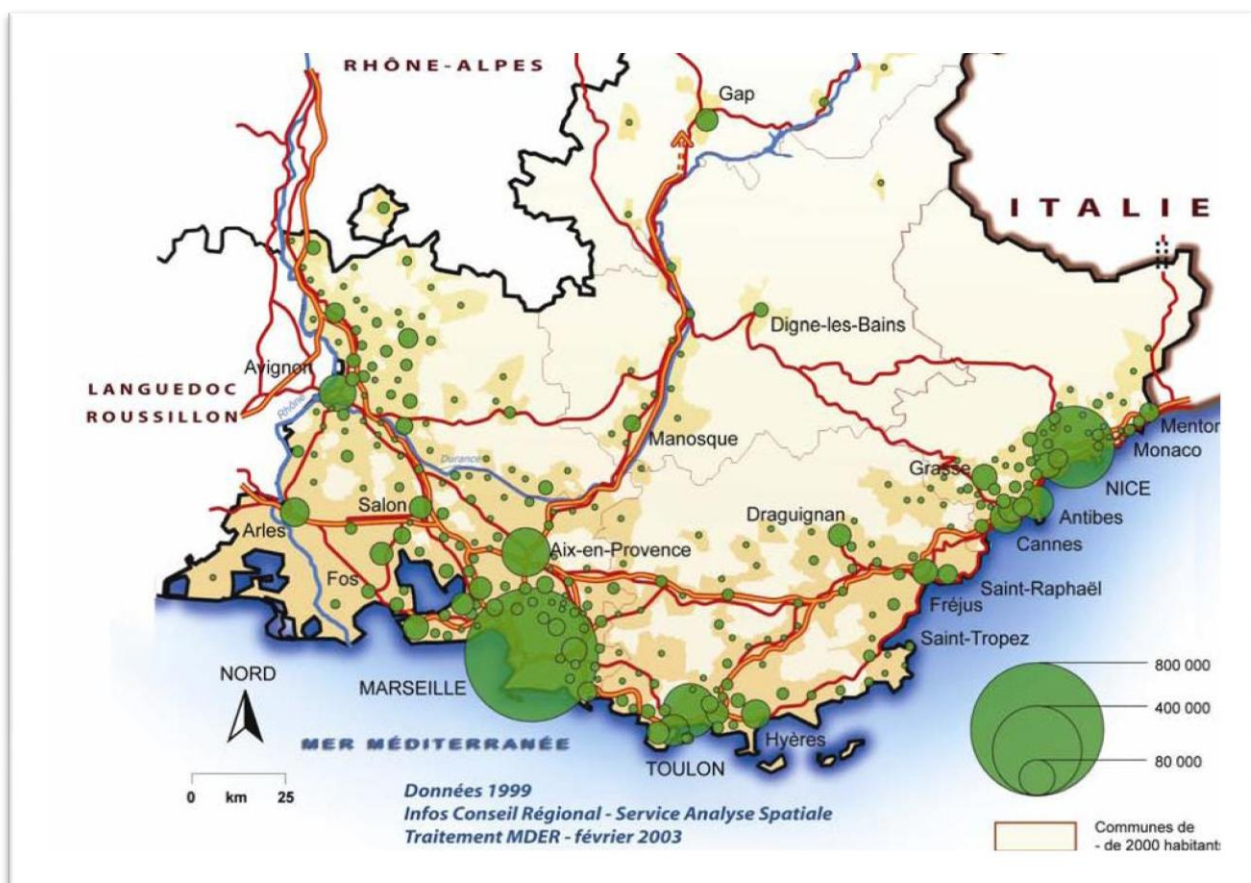 RHÔNE-ALPES
Gap
ITALIE
Digne-les-Bains
Avignon
LANGUEDOC
ROUSSILLON
Rhône
Manosque
Mentor
Monaco
Durance
Grasse
NICE
Salon
Arles
Draguignan
Antibes
Aix-en-Provence
Cannes
Fos
Saint-Raphaël
Fréjus
Saint-Tropez
NORD
MARSEILLE
800 000
400 000
80 000
MER MÉDITERRANÉE
Hyères
TOULON
0 km 25
Données 1999
Infos Conseil Régional - Service Analyse Spatiale
Traitement MDER - février 2003
Communes de
- de 2000 habitants